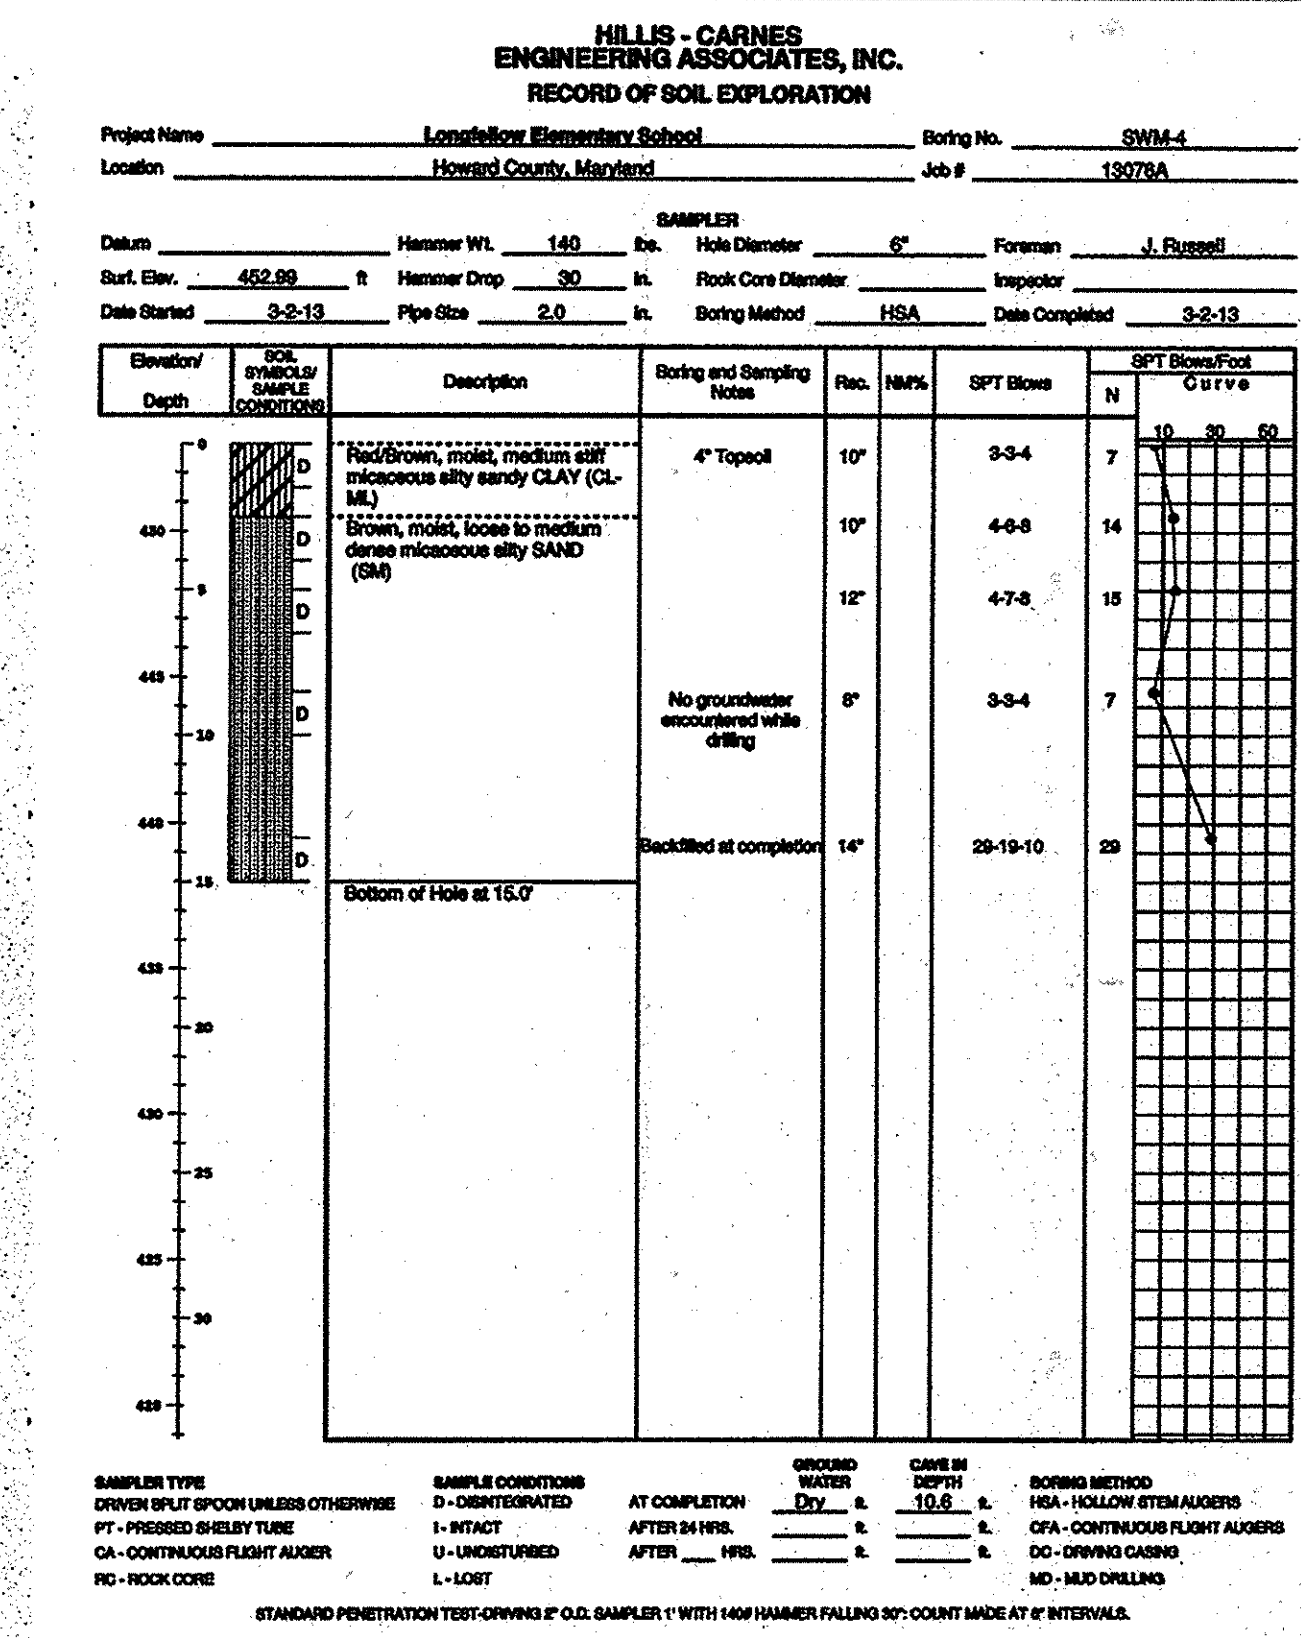 HILLIS - CARNES
ENGINEERING ASSOCIATES, INC.
RECORD OF SOIL EXPLORATION
Project Name Longfellow Elementary School Boring No. SWM-4
Location Howard County, Maryland Job # 13076A
SAMPLER
Datum Hammer Wt. 140 lbs. Hole Diameter 6" Foreman J. Russell
Surf. Elev. 452.99 ft Hammer Drop 30 in. Rock Core Diameter Inspector
Date Started 3-2-13 Pipe Size 2.0 in. Boring Method HSA Date Completed 3-2-13
Elevation/ Depth SOIL SYMBOLS/ SAMPLE CONDITIONS Description Boring and Sampling Notes Rec. NM% SPT Blows SPT Blows/Foot
N Curve
10 30 50
0 D Red/Brown, moist, medium stiff 4" Topsoil 10" 3-3-4 7
micaceous silty sandy CLAY (CL-
ML)
450 D Brown, moist, loose to medium 10" 4-6-8 14
dense micaceous silty SAND
(SM)
5 D 12" 4-7-8 15
445
D No groundwater 8" 3-3-4 7
encountered while
10 drilling
440
D Backfilled at completion 14" 29-19-10 29
15
Bottom of Hole at 15.0'
435
20
430
25
425
30
SAMPLER TYPE SAMPLE CONDITIONS GROUND WATER CAVE IN DEPTH BORING METHOD
DRIVEN SPLIT SPOON UNLESS OTHERWISE D - DISINTEGRATED AT COMPLETION Dry ft. 10.6 ft. HSA - HOLLOW STEM AUGERS
PT - PRESSED SHELBY TUBE I - INTACT AFTER 24 HRS. ft. ft. CFA - CONTINUOUS FLIGHT AUGERS
CA - CONTINUOUS FLIGHT AUGER U - UNDISTURBED AFTER ____ HRS. ft. ft. DC - DRIVING CASING
RC - ROCK CORE L - LOST MD - MUD DRILLING
STANDARD PENETRATION TEST-DRIVING 2" O.D. SAMPLER 1' WITH 140# HAMMER FALLING 30": COUNT MADE AT 6" INTERVALS.